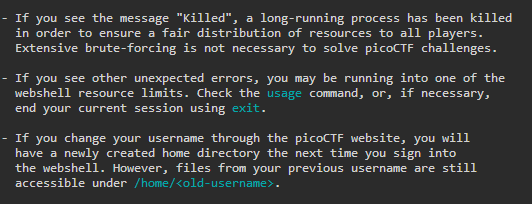 - If you see the message "Killed", a long-running process has been killed
in order to ensure a fair distribution of resources to all players.
Extensive brute-forcing is not necessary to solve picoCTF challenges.
- If you see other unexpected errors, you may be running into one of the
webshell resource limits. Check the usage command, or, if necessary,
end your current session using exit.
- If you change your username through the picoCTF website, you will
have a newly created home directory the next time you sign into
the webshell. However, files from your previous username are still
accessible under /home/<old-username>.